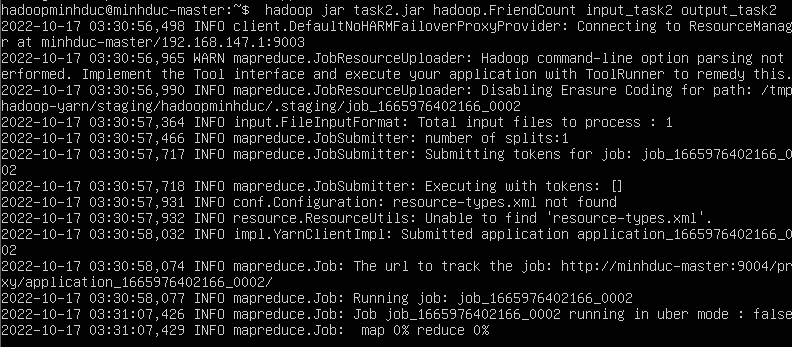 hadoopminhduc@minhduc-master:~$  hadoop jar task2.jar hadoop.FriendCount input_task2 output_task2
2022-10-17 03:30:56,498 INFO client.DefaultNoHARMFailoverProxyProvider: Connecting to ResourceManag
r at minhduc-master/192.168.147.1:9003
2022-10-17 03:30:56,965 WARN mapreduce.JobResourceUploader: Hadoop command-line option parsing not
erformed. Implement the Tool interface and execute your application with ToolRunner to remedy this.
2022-10-17 03:30:56,990 INFO mapreduce.JobResourceUploader: Disabling Erasure Coding for path: /tmp
hadoop-yarn/staging/hadoopminhduc/.staging/job_1665976402166_0002
2022-10-17 03:30:57,364 INFO input.FileInputFormat: Total input files to process : 1
2022-10-17 03:30:57,466 INFO mapreduce.JobSubmitter: number of splits:1
2022-10-17 03:30:57,717 INFO mapreduce.JobSubmitter: Submitting tokens for job: job_1665976402166_0
02
2022-10-17 03:30:57,718 INFO mapreduce.JobSubmitter: Executing with tokens: []
2022-10-17 03:30:57,931 INFO conf.Configuration: resource-types.xml not found
2022-10-17 03:30:57,932 INFO resource.ResourceUtils: Unable to find 'resource-types.xml'.
2022-10-17 03:30:58,032 INFO impl.YarnClientImpl: Submitted application application_1665976402166_0
02
2022-10-17 03:30:58,074 INFO mapreduce.Job: The url to track the job: http://minhduc-master:9004/pr
xy/application_1665976402166_0002/
2022-10-17 03:30:58,077 INFO mapreduce.Job: Running job: job_1665976402166_0002
2022-10-17 03:31:07,426 INFO mapreduce.Job: Job job_1665976402166_0002 running in uber mode : false
2022-10-17 03:31:07,429 INFO mapreduce.Job:  map 0% reduce 0%